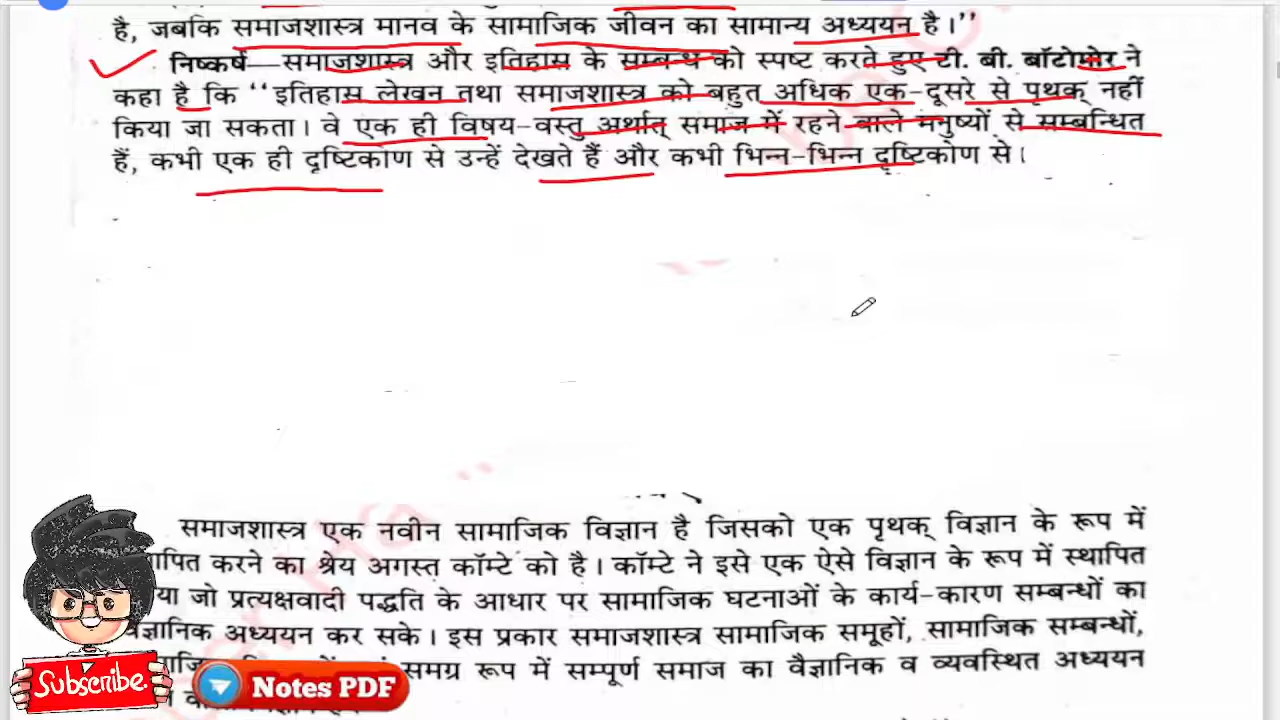 है, जबकि समाजशास्त्र मानव के सामाजिक जीवन का सामान्य अध्ययन है।’’
निष्कर्ष—समाजशास्त्र और इतिहास के सम्बन्ध को स्पष्ट करते हुए टी. बी. बॉटोमोर ने
कहा है कि ‘‘इतिहास लेखन तथा समाजशास्त्र को बहुत अधिक एक-दूसरे से पृथक् नहीं
किया जा सकता। वे एक ही विषय-वस्तु अर्थात् समाज में रहने वाले मनुष्यों से सम्बन्धित
हैं, कभी एक ही दृष्टिकोण से उन्हें देखते हैं और कभी भिन्न-भिन्न दृष्टिकोण से।
समाजशास्त्र एक नवीन सामाजिक विज्ञान है जिसको एक पृथक् विज्ञान के रूप में
करने का श्रेय अगस्त कॉम्टे को है। कॉम्टे ने इसे एक ऐसे विज्ञान के रूप में स्थापित
जो प्रत्यक्षवादी पद्धति के आधार पर सामाजिक घटनाओं के कार्य-कारण सम्बन्धों का
अध्ययन कर सके। इस प्रकार समाजशास्त्र सामाजिक समूहों, सामाजिक सम्बन्धों,
समग्र रूप में सम्पूर्ण समाज का वैज्ञानिक व व्यवस्थित अध्ययन
Subscribe.
Notes PDF